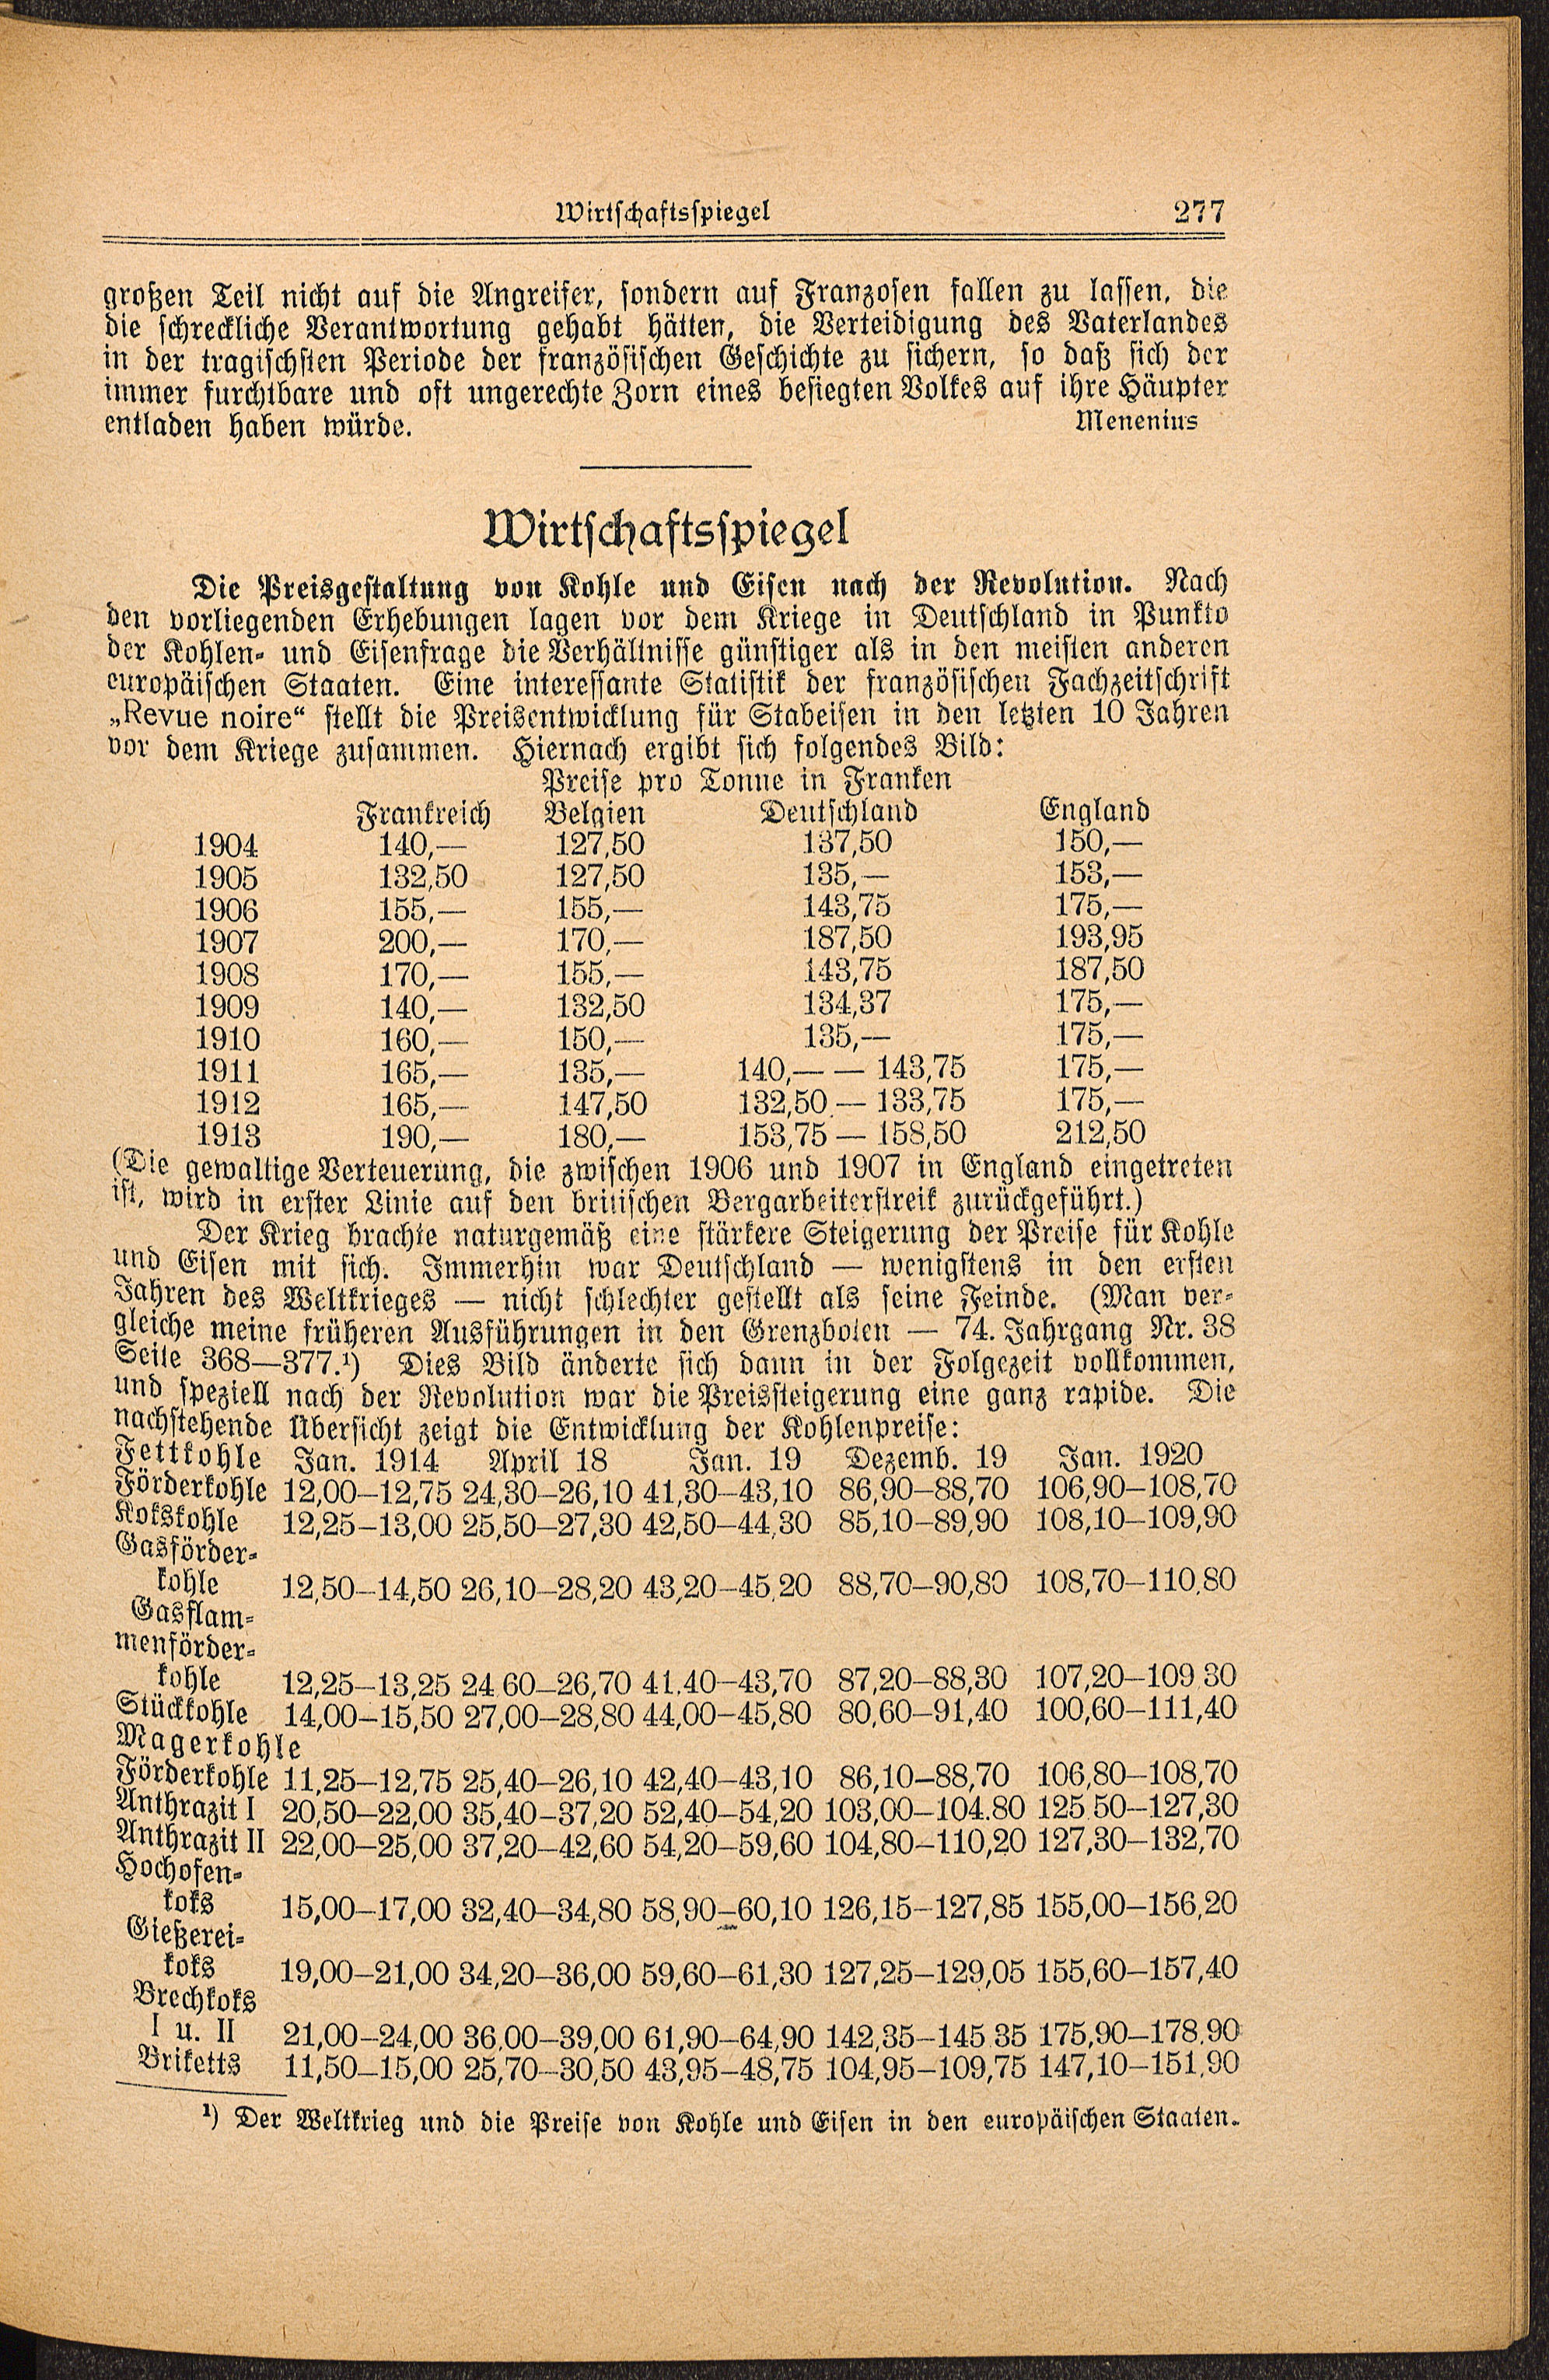 Wirtschaftsspiegel 277
großen Teil nicht auf die Angreifer, sondern auf Franzosen fallen zu lassen, die
die schreckliche Verantwortung gehabt hätten, die Verteidigung des Vaterlandes
in der tragischsten Periode der französischen Geschichte zu sichern, so daß sich der
immer furchtbare und oft ungerechte Zorn eines besiegten Volkes auf ihre Häupter
entladen haben würde. Menenius
Wirtschaftsspiegel
Die Preisgestaltung von Kohle und Eisen nach der Revolution. Nach
den vorliegenden Erhebungen lagen vor dem Kriege in Deutschland in Punkto
der Kohlen- und Eisenfrage die Verhältnisse günstiger als in den meisten anderen
europäischen Staaten. Eine interessante Statistik der französischen Fachzeitschrift
„Revue noire“ stellt die Preisentwicklung für Stabeisen in den letzten 10 Jahren
vor dem Kriege zusammen. Hiernach ergibt sich folgendes Bild:
Preise pro Tonne in Franken
Frankreich Belgien Deutschland England
1904 140,— 127,50 137,50 150,—
1905 132,50 127,50 135,— 153,—
1906 155,— 155,— 143,75 175,—
1907 200,— 170,— 187,50 193,95
1908 170,— 155,— 143,75 187,50
1909 140,— 132,50 134,37 175,—
1910 160,— 150,— 135,— 175,—
1911 165,— 135,— 140,— — 143,75 175,—
1912 165,— 147,50 132,50 — 133,75 175,—
1913 190,— 180,— 153,75 — 158,50 212,50
(Die gewaltige Verteuerung, die zwischen 1906 und 1907 in England eingetreten
ist, wird in erster Linie auf den britischen Bergarbeiterstreik zurückgeführt.)
Der Krieg brachte naturgemäß eine stärkere Steigerung der Preise für Kohle
und Eisen mit sich. Immerhin war Deutschland — wenigstens in den ersten
Jahren des Weltkrieges — nicht schlechter gestellt als seine Feinde. (Man ver-
gleiche meine früheren Ausführungen in den Grenzboten — 74. Jahrgang Nr. 38
Seite 368—377.¹) Dies Bild änderte sich dann in der Folgezeit vollkommen,
und speziell nach der Revolution war die Preissteigerung eine ganz rapide. Die
nachstehende Übersicht zeigt die Entwicklung der Kohlenpreise:
Fettkohle Jan. 1914 April 18 Jan. 19 Dezemb. 19 Jan. 1920
Förderkohle 12,00–12,75 24,30–26,10 41,30–43,10 86,90–88,70 106,90–108,70
Kokskohle 12,25–13,00 25,50–27,30 42,50–44,30 85,10–89,90 108,10–109,90
Gasförder-
kohle 12,50–14,50 26,10–28,20 43,20–45,20 88,70–90,80 108,70–110,80
Gasflam-
menförder-
kohle 12,25–13,25 24 60–26,70 41,40–43,70 87,20–88,30 107,20–109 30
Stückkohle 14,00–15,50 27,00–28,80 44,00–45,80 80,60–91,40 100,60–111,40
Magerkohle
Förderkohle 11,25–12,75 25,40–26,10 42,40–43,10 86,10–88,70 106,80–108,70
Anthrazit I 20,50–22,00 35,40–37,20 52,40–54,20 103,00–104.80 125 50–127,30
Anthrazit II 22,00–25,00 37,20–42,60 54,20–59,60 104,80–110,20 127,30–132,70
Hochofen-
koks 15,00–17,00 32,40–34,80 58,90–60,10 126,15–127,85 155,00–156,20
Gießerei-
koks 19,00–21,00 34,20–36,00 59,60–61,30 127,25–129,05 155,60–157,40
Brechkoks
I u. II 21,00–24,00 36,00–39,00 61,90–64,90 142,35–145 35 175,90–178,90
Briketts 11,50–15,00 25,70–30,50 43,95–48,75 104,95–109,75 147,10–151,90
¹) Der Weltkrieg und die Preise von Kohle und Eisen in den europäischen Staaten.